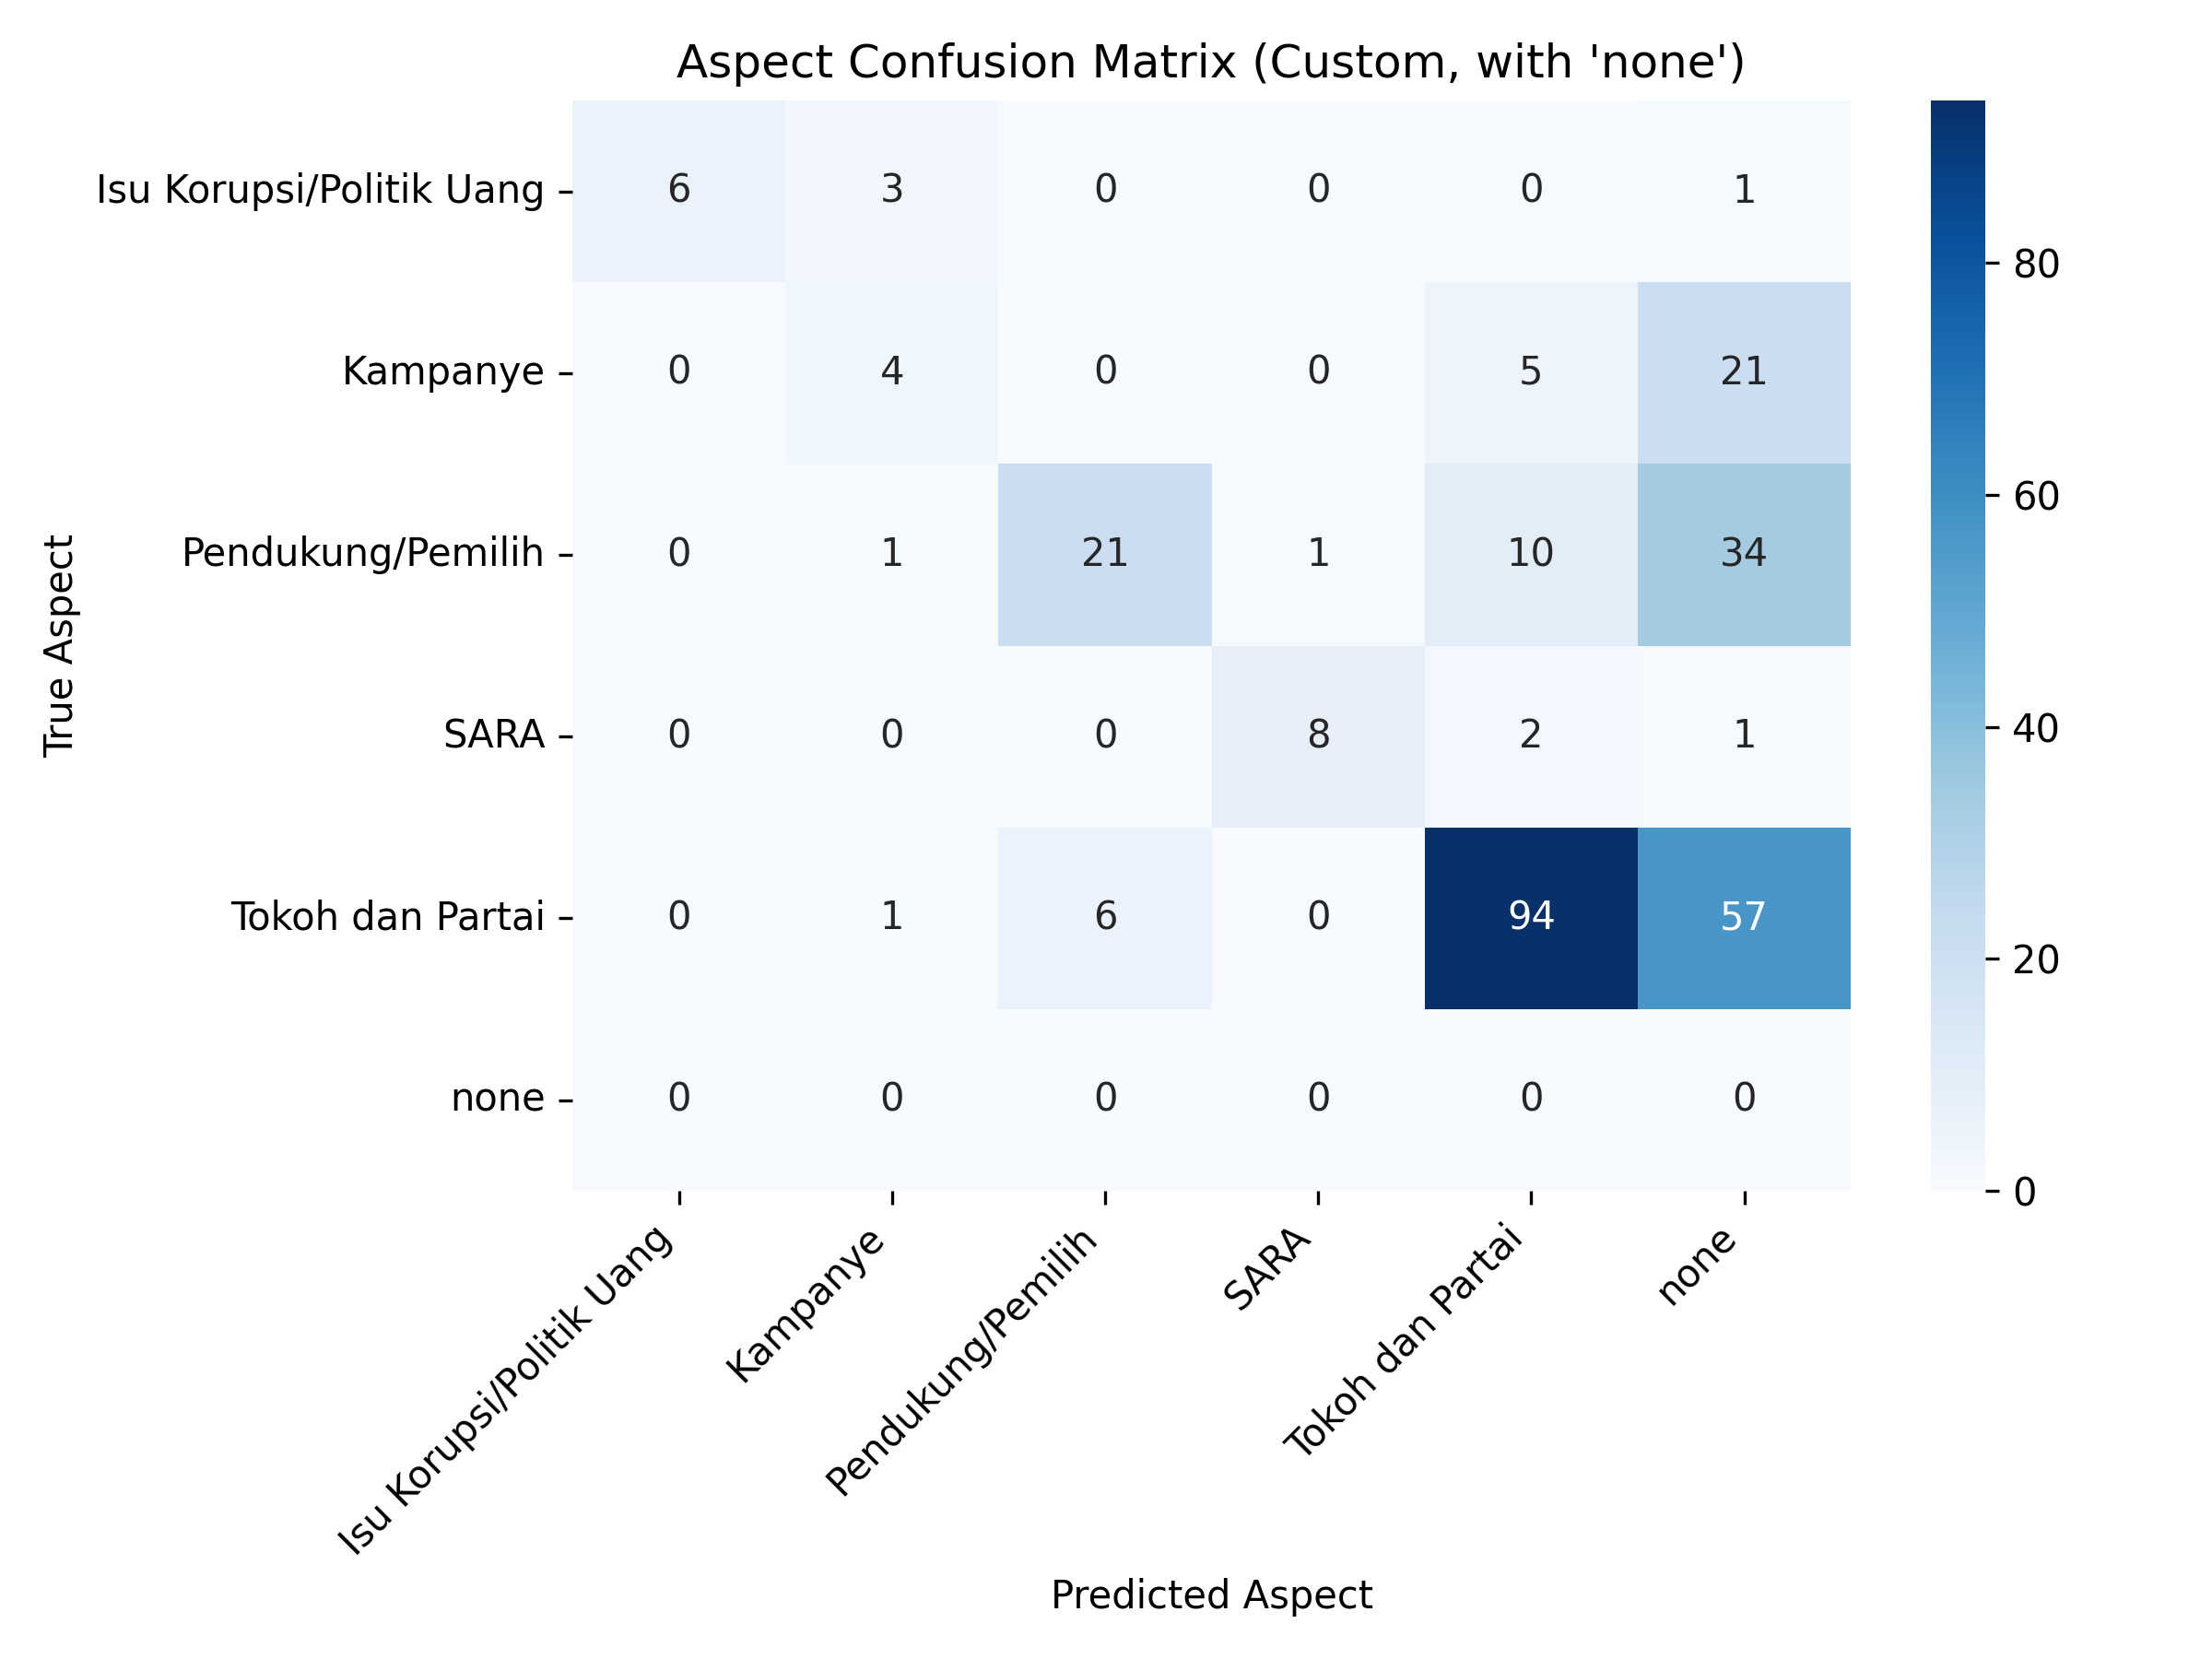 Aspect Confusion Matrix (Custom, with 'none')
True Aspect
Isu Korupsi/Politik Uang 6 3 0 0 0 1
Kampanye 0 4 0 0 5 21
Pendukung/Pemilih 0 1 21 1 10 34
SARA 0 0 0 8 2 1
Tokoh dan Partai 0 1 6 0 94 57
none 0 0 0 0 0 0
Isu Korupsi/Politik Uang
Kampanye
Pendukung/Pemilih
SARA
Tokoh dan Partai
none
Predicted Aspect
80
60
40
20
0